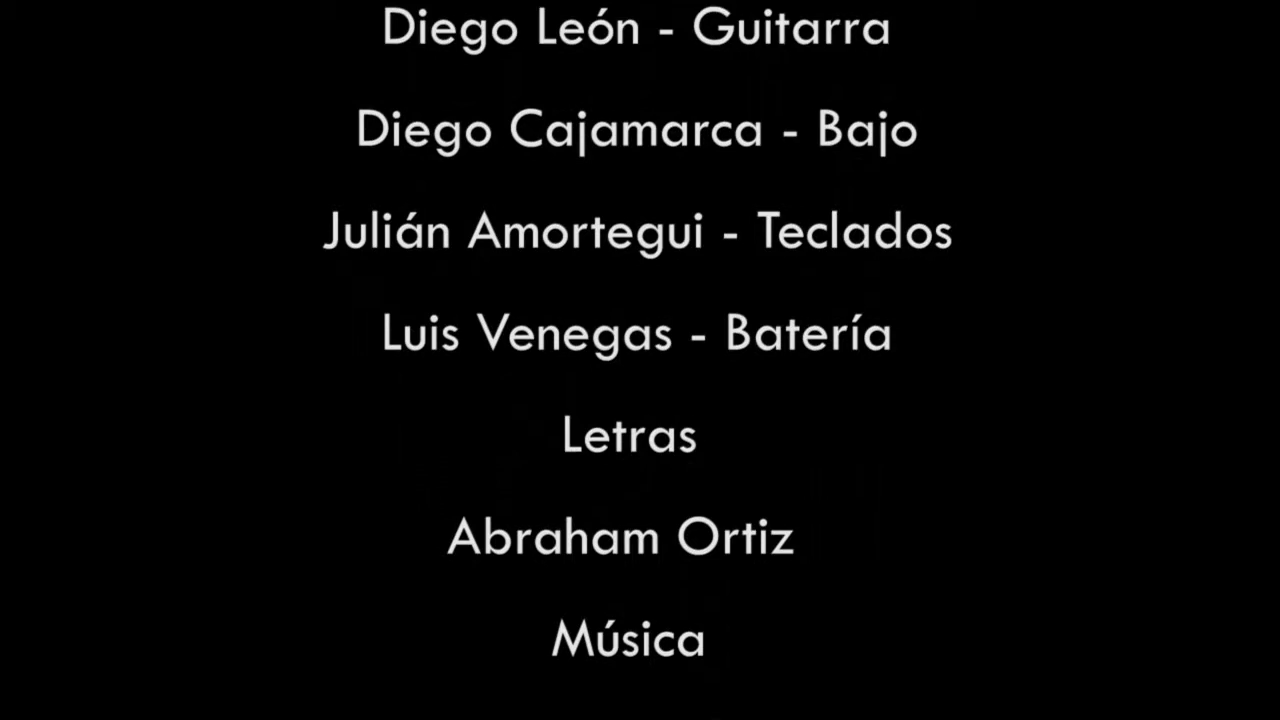 Diego León - Guitarra
Diego Cajamarca - Bajo
Julián Amortegui - Teclados
Luis Venegas - Batería
Letras
Abraham Ortiz
Música